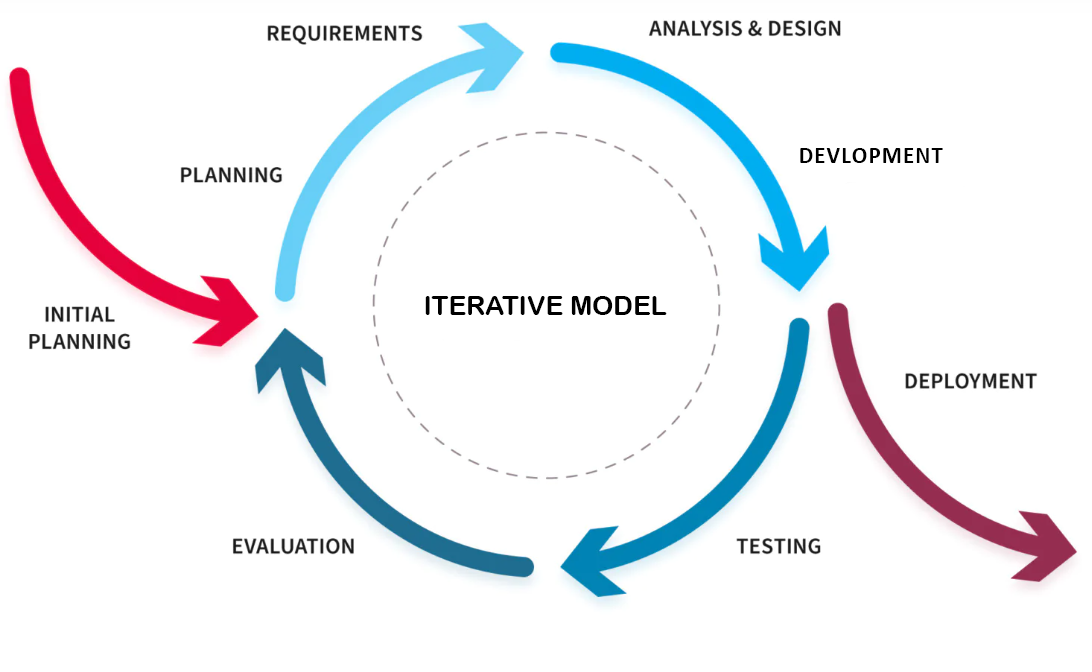 REQUIREMENTS
ANALYSIS & DESIGN
PLANNING
DEVLOPMENT
INITIAL
PLANNING
ITERATIVE MODEL
DEPLOYMENT
EVALUATION
TESTING